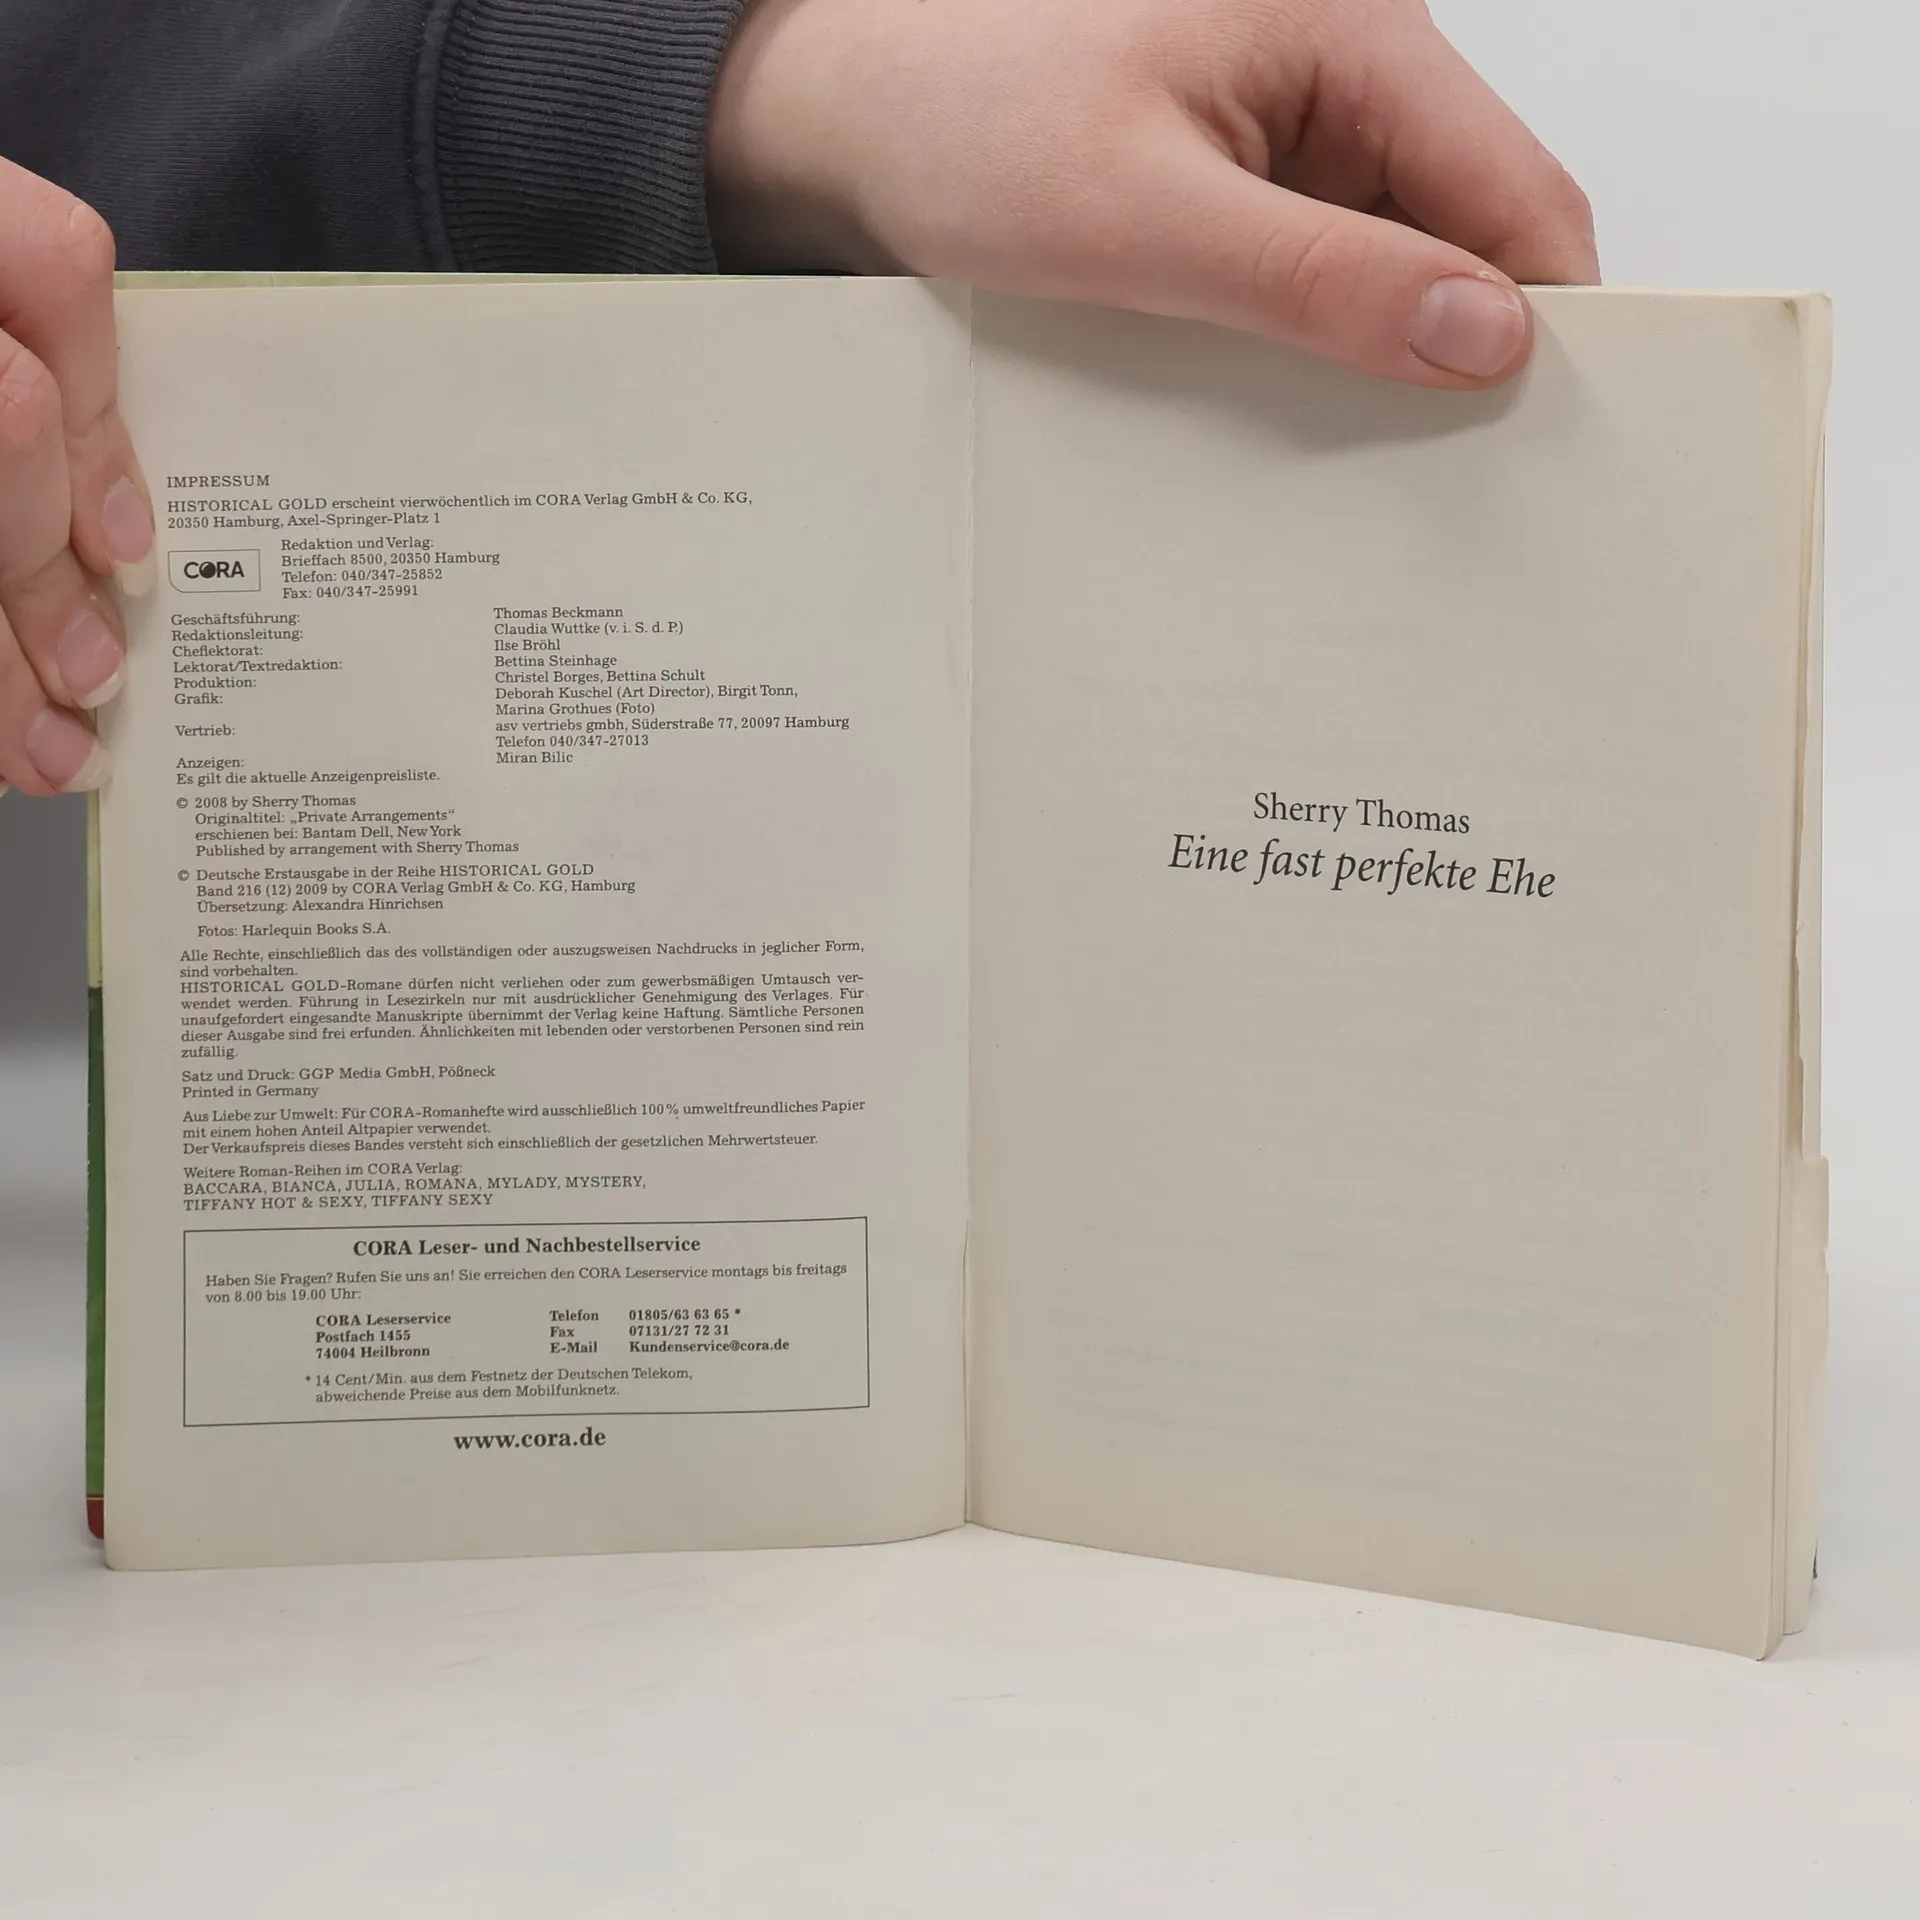 IMPRESSUM
HISTORICAL GOLD erscheint vierwöchentlich im CORA Verlag GmbH & Co. KG,
20350 Hamburg, Axel-Springer-Platz 1
CORA
Redaktion und Verlag:
Brieffach 8500, 20350 Hamburg
Telefon: 040/347-25852
Fax: 040/347-25991
Geschäftsführung: Thomas Beckmann
Redaktionsleitung: Claudia Wuttke (v. i. S. d. P.)
Cheflektorat: Ilse Bröhl
Lektorat/Textredaktion: Bettina Steinhage
Produktion: Christel Borges, Bettina Schult
Grafik: Deborah Kuschel (Art Director), Birgit Tonn,
Marina Grothues (Foto)
Vertrieb: asv vertriebs gmbh, Süderstraße 77, 20097 Hamburg
Telefon 040/347-27013
Anzeigen: Miran Bilic
Es gilt die aktuelle Anzeigenpreisliste.
© 2008 by Sherry Thomas
Originaltitel: „Private Arrangements“
erschienen bei: Bantam Dell, New York
Published by arrangement with Sherry Thomas
© Deutsche Erstausgabe in der Reihe HISTORICAL GOLD
Band 216 (12) 2009 by CORA Verlag GmbH & Co. KG, Hamburg
Übersetzung: Alexandra Hinrichsen
Fotos: Harlequin Books S.A.
Alle Rechte, einschließlich das des vollständigen oder auszugsweisen Nachdrucks in jeglicher Form,
sind vorbehalten.
HISTORICAL GOLD-Romane dürfen nicht verliehen oder zum gewerbsmäßigen Umtausch ver-
wendet werden. Führung in Lesezirkeln nur mit ausdrücklicher Genehmigung des Verlages. Für
unaufgefordert eingesandte Manuskripte übernimmt der Verlag keine Haftung. Sämtliche Personen
dieser Ausgabe sind frei erfunden. Ähnlichkeiten mit lebenden oder verstorbenen Personen sind rein
zufällig.
Satz und Druck: GGP Media GmbH, Pößneck
Printed in Germany
Aus Liebe zur Umwelt: Für CORA-Romanhefte wird ausschließlich 100 % umweltfreundliches Papier
mit einem hohen Anteil Altpapier verwendet.
Der Verkaufspreis dieses Bandes versteht sich einschließlich der gesetzlichen Mehrwertsteuer.
Weitere Roman-Reihen im CORA Verlag:
BACCARA, BIANCA, JULIA, ROMANA, MYLADY, MYSTERY,
TIFFANY HOT & SEXY, TIFFANY SEXY
CORA Leser- und Nachbestellservice
Haben Sie Fragen? Rufen Sie uns an! Sie erreichen den CORA Leserservice montags bis freitags
von 8.00 bis 19.00 Uhr:
CORA Leserservice Telefon 01805/63 63 65 *
Postfach 1455 Fax 07131/27 72 31
74004 Heilbronn E-Mail Kundenservice@cora.de
* 14 Cent/Min. aus dem Festnetz der Deutschen Telekom,
abweichende Preise aus dem Mobilfunknetz.
www.cora.de
Sherry Thomas
Eine fast perfekte Ehe